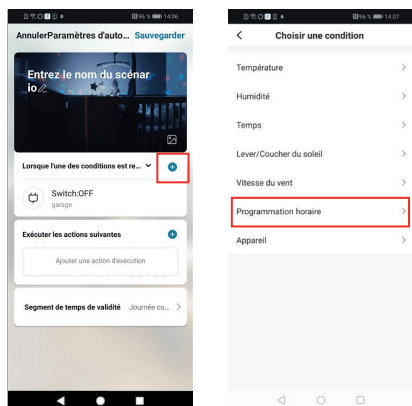 96 % 14:06
Annuler Paramètres d'auto... Sauvegarder
Entrez le nom du scénar
io
Lorsque l'une des conditions est re...
Switch:OFF
garage
Exécuter les actions suivantes
Ajouter une action d'exécution
Segment de temps de validité Journée co...
96 % 14:07
Choisir une condition
Température
Humidité
Temps
Lever/Coucher du soleil
Vitesse du vent
Programmation horaire
Appareil